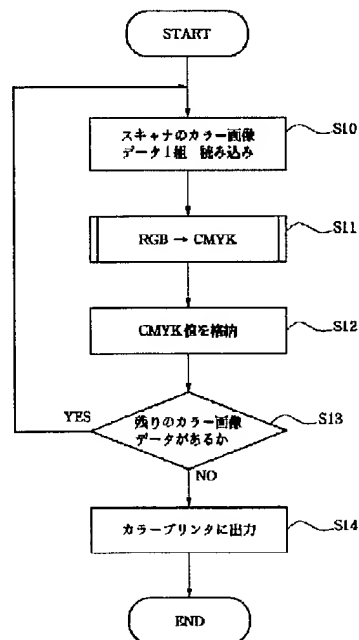 START
スキャナのカラー画像
データ1組 読み込み
S10
RGB → CMYK
S11
CMYK値を格納
S12
残りのカラー画像
データがあるか
S13
YES
NO
カラープリンタに出力
S14
END